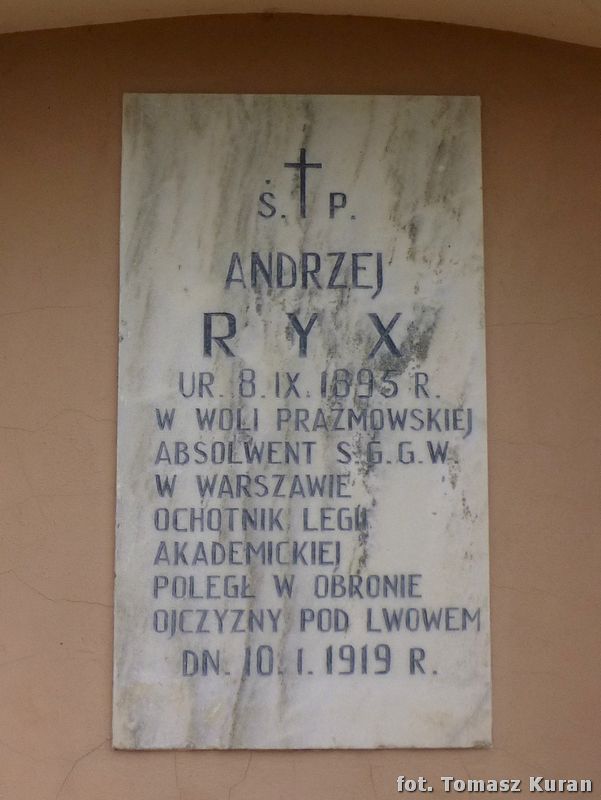 Ś. P.
ANDRZEJ
RYX
UR. 8.IX.1895 R.
W WOLI PRAŻMOWSKIEJ
ABSOLWENT S.G.G.W.
W WARSZAWIE
OCHOTNIK LEGII
AKADEMICKIEJ
POLEGŁ W OBRONIE
OJCZYZNY POD LWOWEM
DN. 10.I.1919 R.
fot. Tomasz Kuran